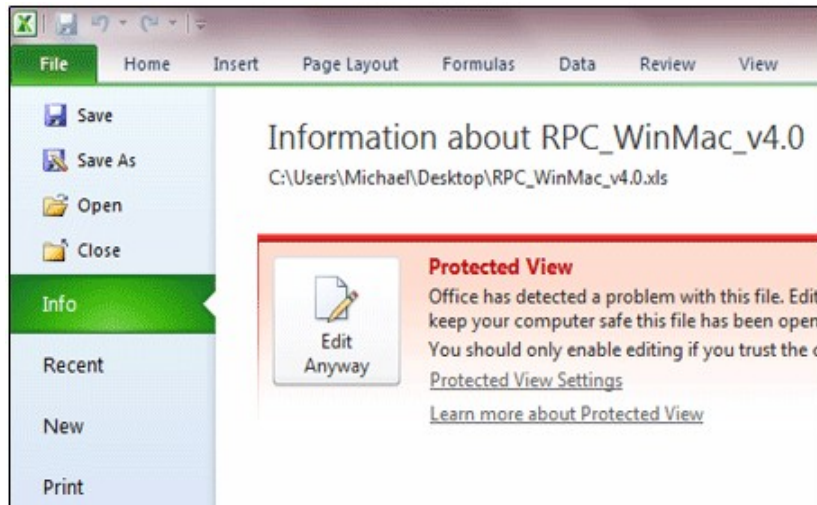 File Home Insert Page Layout Formulas Data Review View
Save
Save As
Open
Close
Info
Recent
New
Print
Information about RPC_WinMac_v4.0
C:\Users\Michael\Desktop\RPC_WinMac_v4.0.xls
Edit
Anyway
Protected View
Office has detected a problem with this file. Edit
keep your computer safe this file has been open
You should only enable editing if you trust the
Protected View Settings
Learn more about Protected View